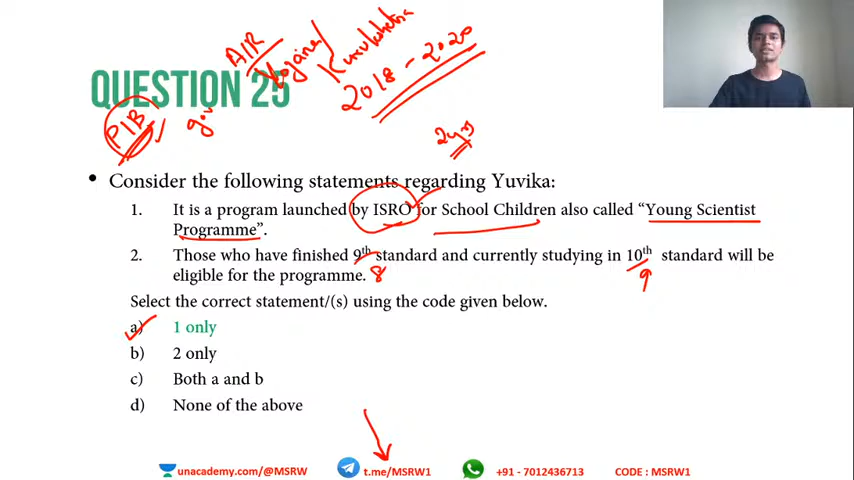 AIR
Yojana/
Kurukshetra
2018 - 2020
QUESTION 25
PIB
gov
2yrs
• Consider the following statements regarding Yuvika:
1. It is a program launched by ISRO for School Children also called “Young Scientist
Programme”.
2. Those who have finished 9th standard and currently studying in 10th standard will be
eligible for the programme. 8 9
Select the correct statement/(s) using the code given below.
a) 1 only
b) 2 only
c) Both a and b
d) None of the above
unacademy.com/@MSRW t.me/MSRW1 +91 - 7012436713 CODE : MSRW1